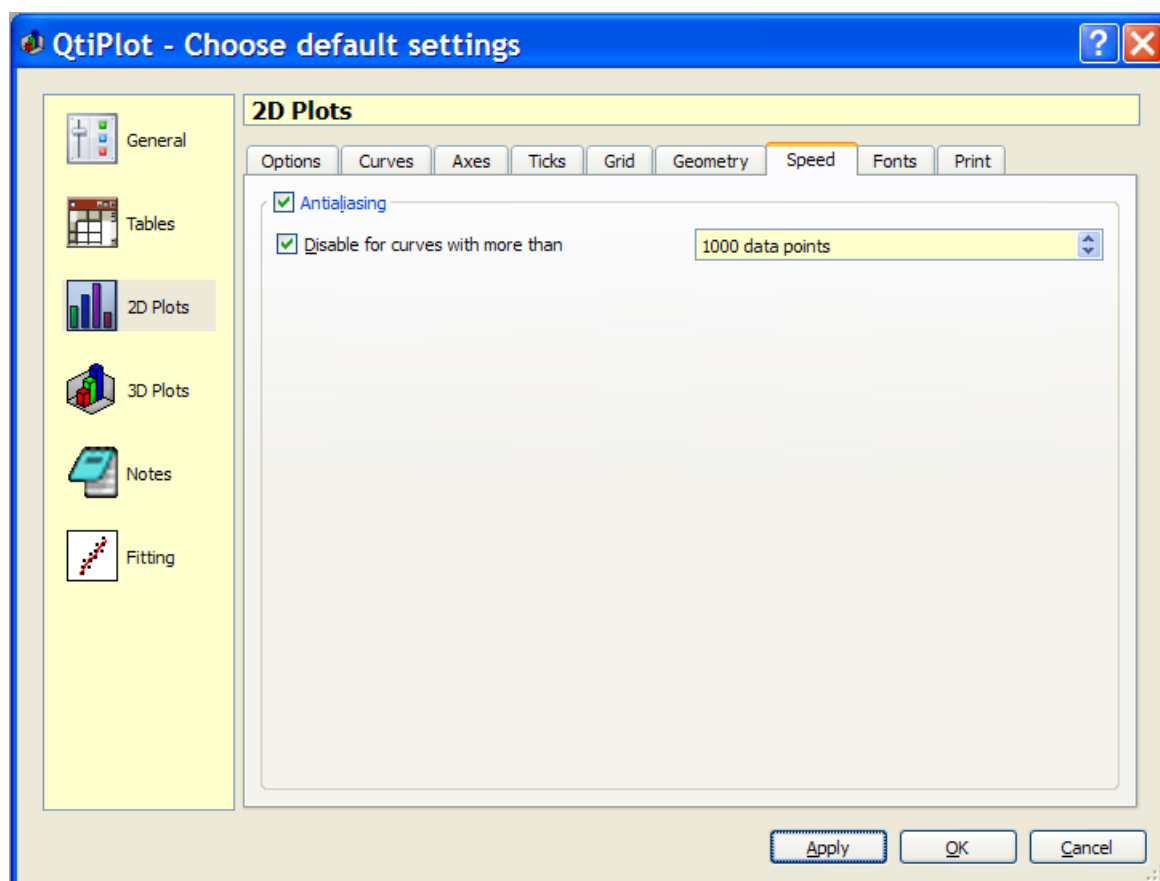 QtiPlot - Choose default settings
?
General
Tables
2D Plots
3D Plots
Notes
Fitting
2D Plots
Options Curves Axes Ticks Grid Geometry Speed Fonts Print
Antialiasing
Disable for curves with more than 1000 data points
Apply OK Cancel